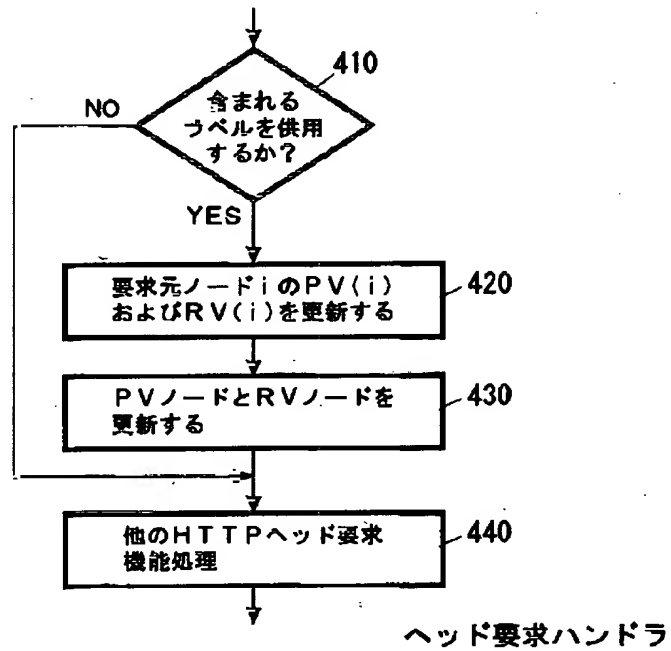 410
NO
含まれる
ラベルを供用
するか？
YES
要求元ノードiのPV(i)
およびRV(i)を更新する
420
PVノードとRVノードを
更新する
430
他のHTTPヘッド要求
機能処理
440
ヘッド要求ハンドラ